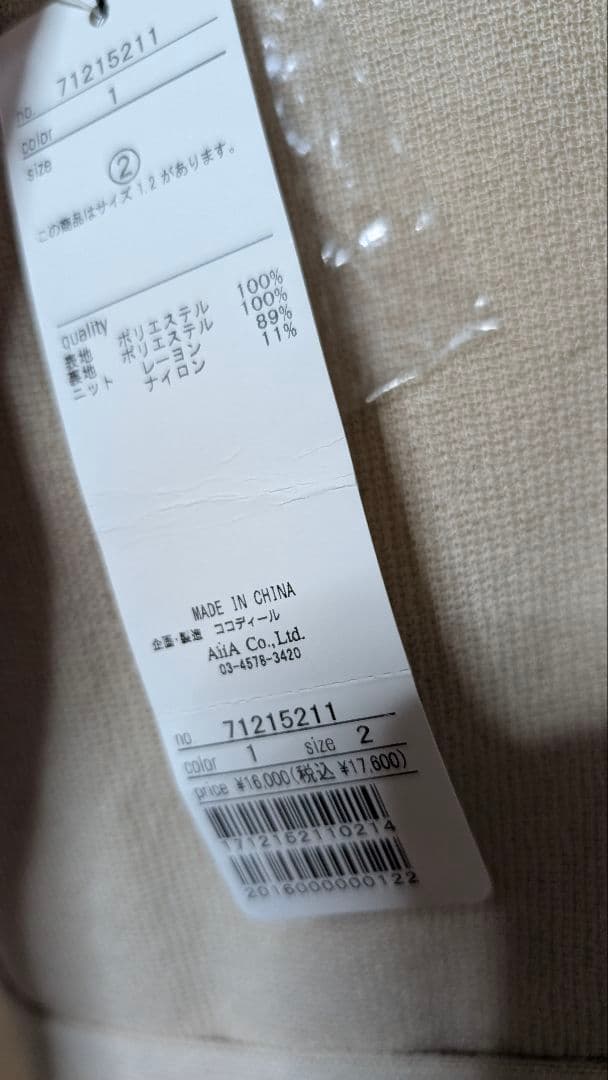 no. 71215211
color 1
size ②
この商品はサイズ1.2があります。
quality
表地 ポリエステル 100%
裏地 ポリエステル 100%
ニット レーヨン 89%
ナイロン 11%
MADE IN CHINA
企画・製造 ココディール
AiiA Co.,Ltd.
03-4578-3420
no. 71215211
color 1 size 2
price ¥16,000(税込 ¥17,600)
1712152110214
2016000000122